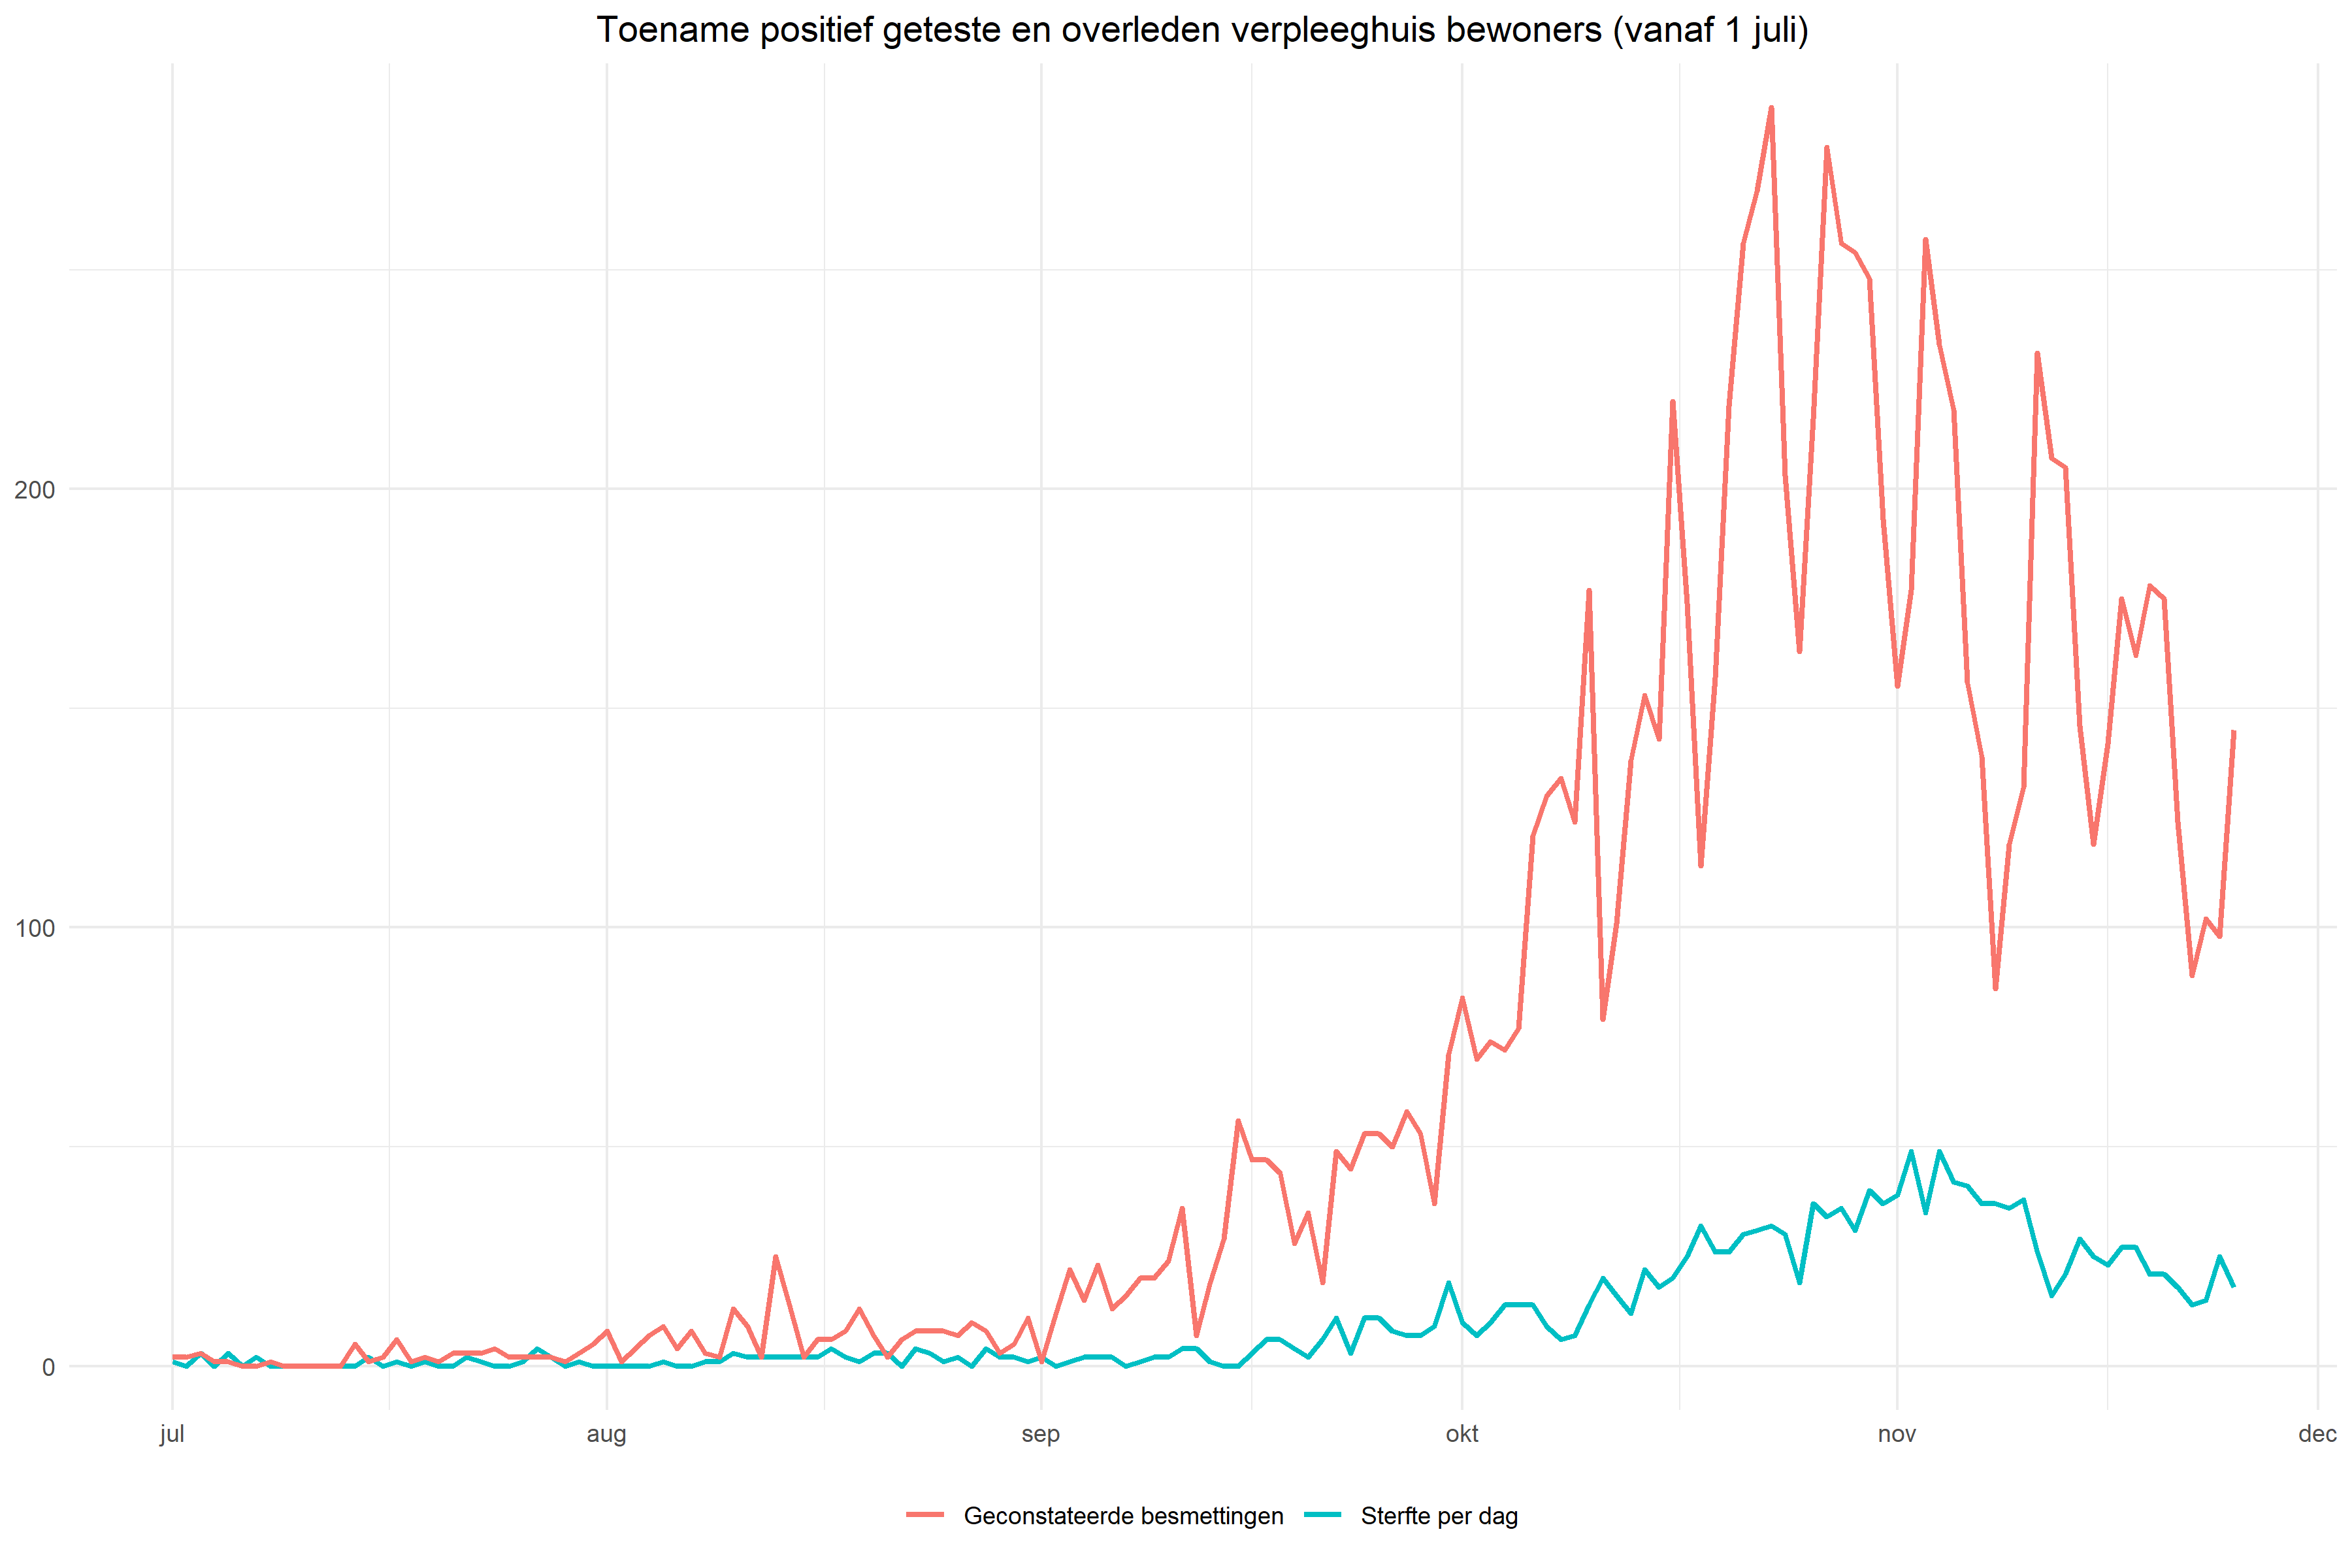 Toename positief geteste en overleden verpleeghuis bewoners (vanaf 1 juli)
200
100
0
jul aug sep okt nov dec
Geconstateerde besmettingen Sterfte per dag